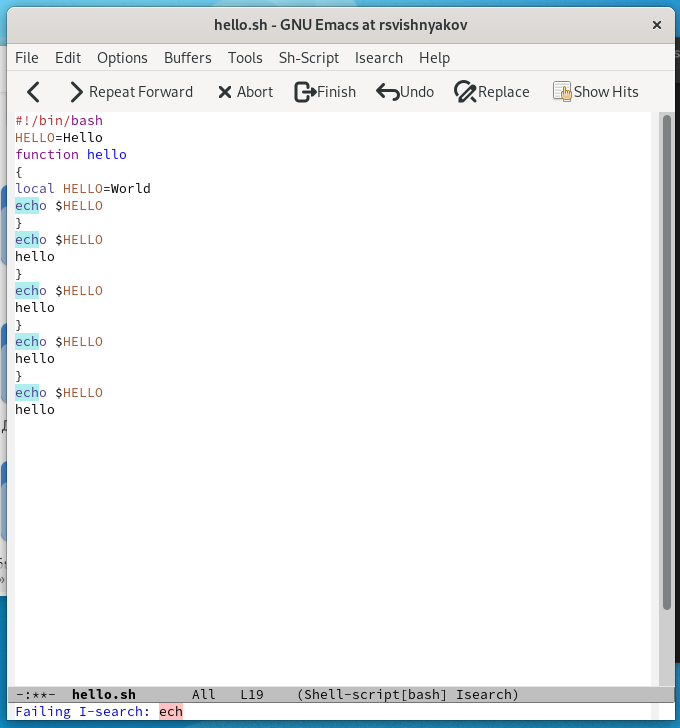 hello.sh - GNU Emacs at rsvishnyakov ×
File Edit Options Buffers Tools Sh-Script Isearch Help
Repeat Forward Abort Finish Undo Replace Show Hits
#!/bin/bash
HELLO=Hello
function hello
{
local HELLO=World
echo $HELLO
}
echo $HELLO
hello
}
echo $HELLO
hello
}
echo $HELLO
hello
}
echo $HELLO
hello
-:**- hello.sh All L19 (Shell-script[bash] Isearch)
Failing I-search: ech